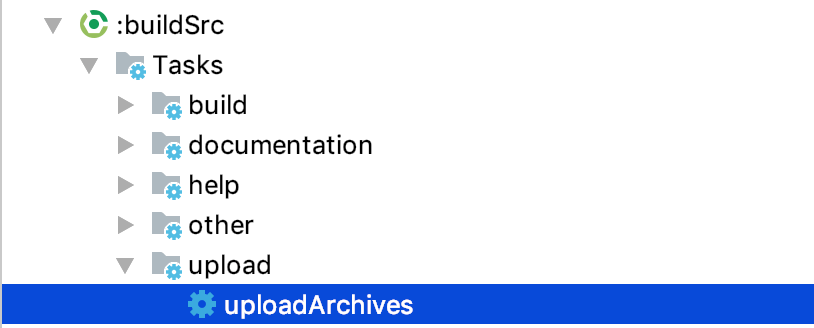 :buildSrc
Tasks
build
documentation
help
other
upload
uploadArchives